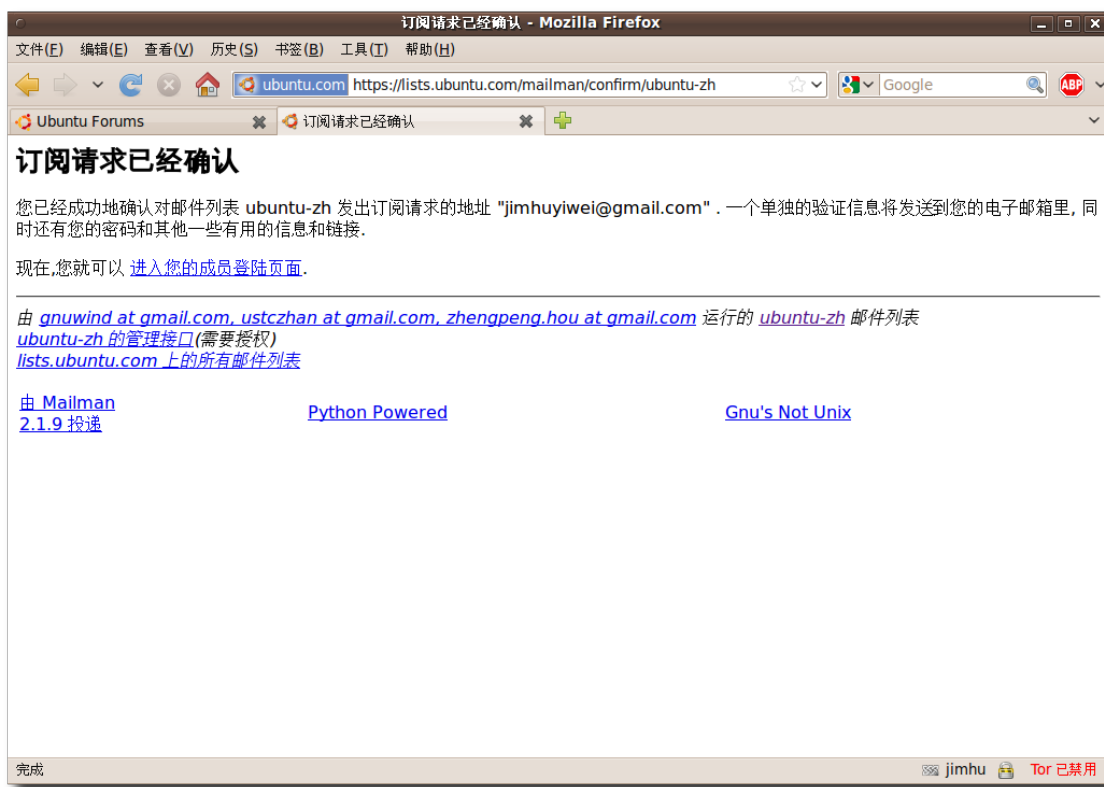 订阅请求已经确认 - Mozilla Firefox
文件(F) 编辑(E) 查看(V) 历史(S) 书签(B) 工具(T) 帮助(H)
ubuntu.com https://lists.ubuntu.com/mailman/confirm/ubuntu-zh Google ABP
Ubuntu Forums 订阅请求已经确认
订阅请求已经确认
您已经成功地确认对邮件列表 ubuntu-zh 发出订阅请求的地址 "jimhuyiwei@gmail.com" . 一个单独的验证信息将发送到您的电子邮箱里, 同
时还有您的密码和其他一些有用的信息和链接.
现在,您就可以 进入您的成员登陆页面.
由 gnuwind at gmail.com, ustczhan at gmail.com, zhengpeng.hou at gmail.com 运行的 ubuntu-zh 邮件列表
ubuntu-zh 的管理接口(需要授权)
lists.ubuntu.com 上的所有邮件列表
由 Mailman
2.1.9 投递
Python Powered
Gnu's Not Unix
完成 jimhu Tor 已禁用